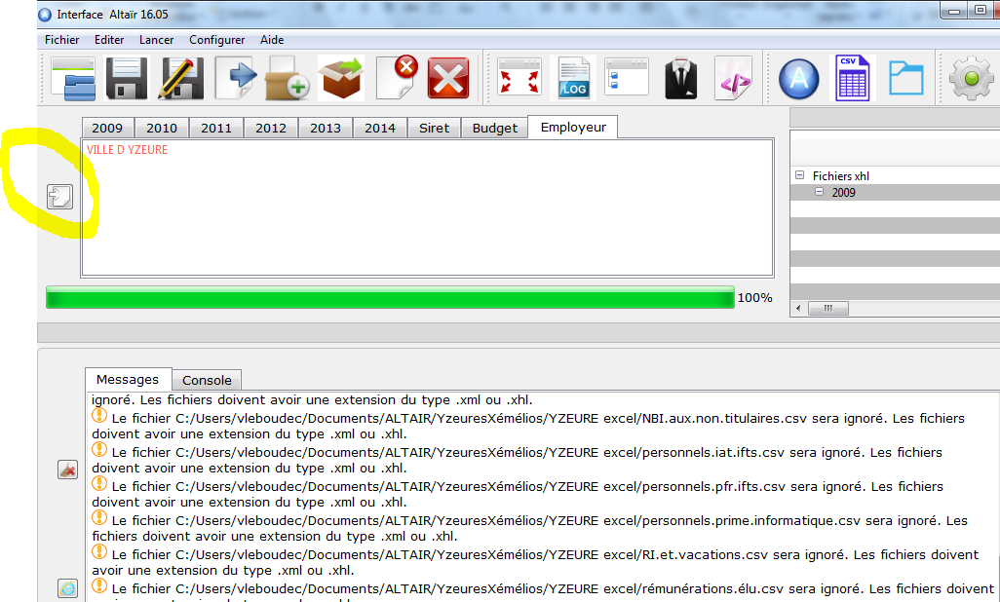 Interface Altaïr 16.05
Fichier Editer Lancer Configurer Aide
LOG
A
CSV
2009 2010 2011 2012 2013 2014 Siret Budget Employeur
VILLE D YZEURE
Fichiers xhl
2009
100%
Messages Console
ignoré. Les fichiers doivent avoir une extension du type .xml ou .xhl.
Le fichier C:/Users/vleboudec/Documents/ALTAIR/YzeuresXémélios/YZEURE excel/NBI.aux.non.titulaires.csv sera ignoré. Les fichiers
doivent avoir une extension du type .xml ou .xhl.
Le fichier C:/Users/vleboudec/Documents/ALTAIR/YzeuresXémélios/YZEURE excel/personnels.iat.ifts.csv sera ignoré. Les fichiers
doivent avoir une extension du type .xml ou .xhl.
Le fichier C:/Users/vleboudec/Documents/ALTAIR/YzeuresXémélios/YZEURE excel/personnels.pfr.ifts.csv sera ignoré. Les fichiers
doivent avoir une extension du type .xml ou .xhl.
Le fichier C:/Users/vleboudec/Documents/ALTAIR/YzeuresXémélios/YZEURE excel/personnels.prime.informatique.csv sera ignoré. Les
fichiers doivent avoir une extension du type .xml ou .xhl.
Le fichier C:/Users/vleboudec/Documents/ALTAIR/YzeuresXémélios/YZEURE excel/RI.et.vacations.csv sera ignoré. Les fichiers doivent
avoir une extension du type .xml ou .xhl.
Le fichier C:/Users/vleboudec/Documents/ALTAIR/YzeuresXémélios/YZEURE excel/rémunérations.élu.csv sera ignoré. Les fichiers doivent